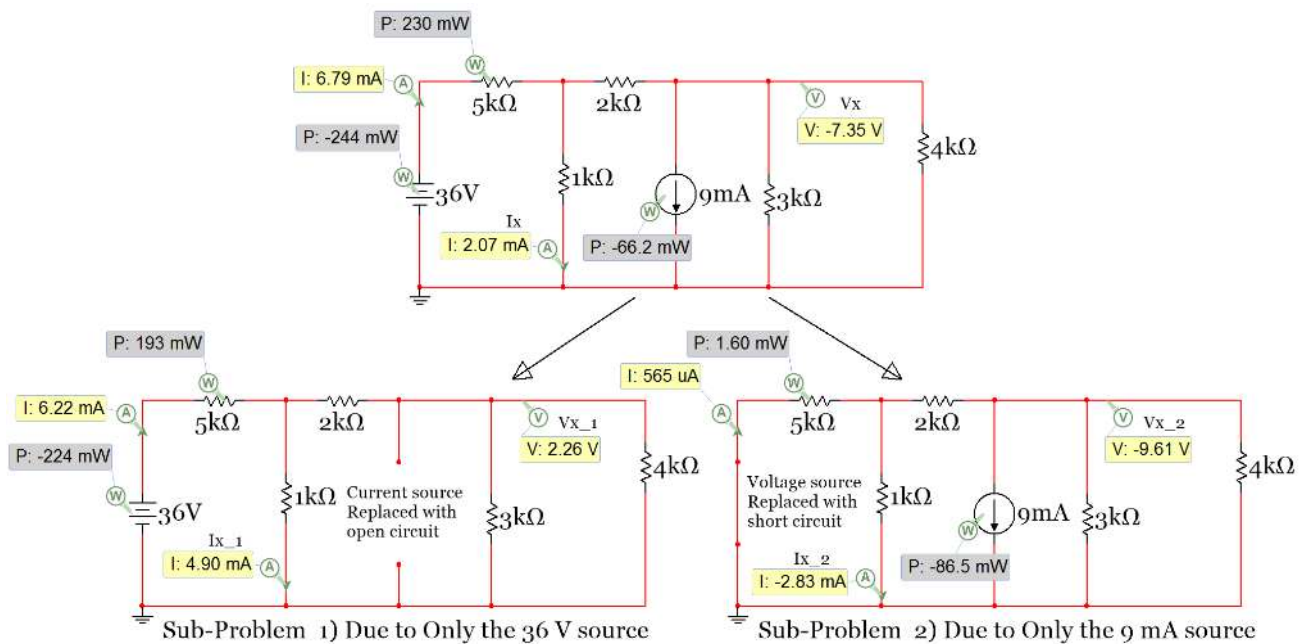 P: 230 mW
I: 6.79 mA
A
W
5kΩ
2kΩ
V
Vx
V: -7.35 V
P: -244 mW
W
36V
1kΩ
9mA
3kΩ
4kΩ
W
Ix
I: 2.07 mA
A
P: -66.2 mW
P: 193 mW
I: 6.22 mA
A
W
5kΩ
2kΩ
V
Vx_1
V: 2.26 V
P: -224 mW
W
36V
1kΩ
Current source
Replaced with
open circuit
3kΩ
4kΩ
Ix_1
I: 4.90 mA
A
Sub-Problem 1) Due to Only the 36 V source
P: 1.60 mW
I: 565 uA
A
W
5kΩ
2kΩ
V
Vx_2
V: -9.61 V
Voltage source
Replaced with
short circuit
1kΩ
9mA
3kΩ
4kΩ
W
Ix_2
I: -2.83 mA
A
P: -86.5 mW
Sub-Problem 2) Due to Only the 9 mA source